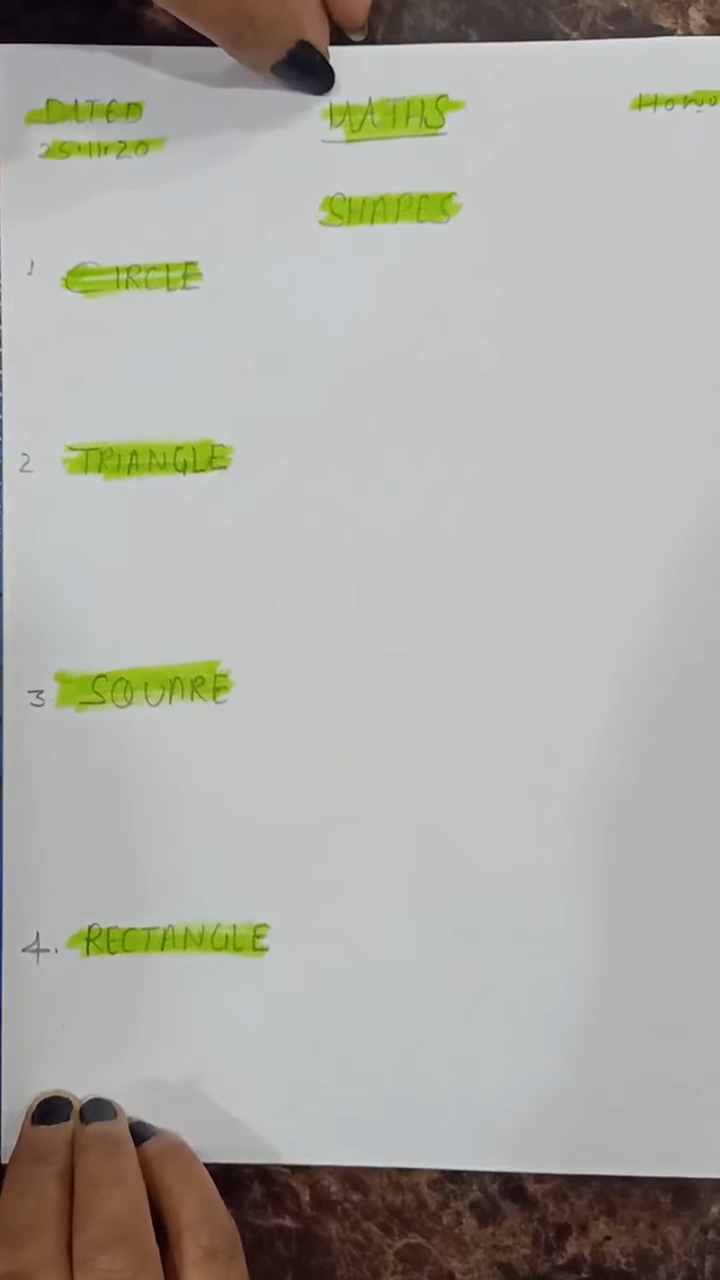 DATED MATHS
25.11.20
SHAPES
1 CIRCLE
2 TRIANGLE
3 SQUARE
4. RECTANGLE